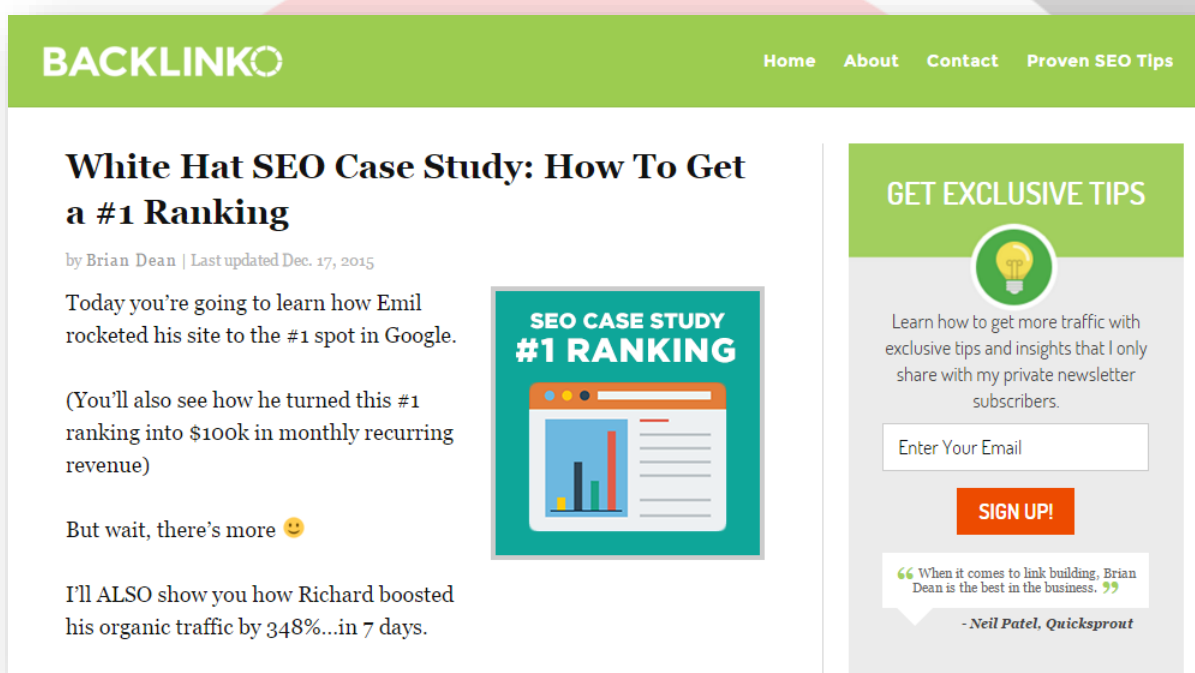 BACKLINKO
Home About Contact Proven SEO Tips
White Hat SEO Case Study: How To Get
a #1 Ranking
by Brian Dean | Last updated Dec. 17, 2015
Today you’re going to learn how Emil
rocketed his site to the #1 spot in Google.
(You’ll also see how he turned this #1
ranking into $100k in monthly recurring
revenue)
But wait, there’s more 🙂
I’ll ALSO show you how Richard boosted
his organic traffic by 348%...in 7 days.
SEO CASE STUDY
#1 RANKING
GET EXCLUSIVE TIPS
Learn how to get more traffic with
exclusive tips and insights that I only
share with my private newsletter
subscribers.
Enter Your Email
SIGN UP!
“ When it comes to link building, Brian
Dean is the best in the business. ”
- Neil Patel, Quicksprout